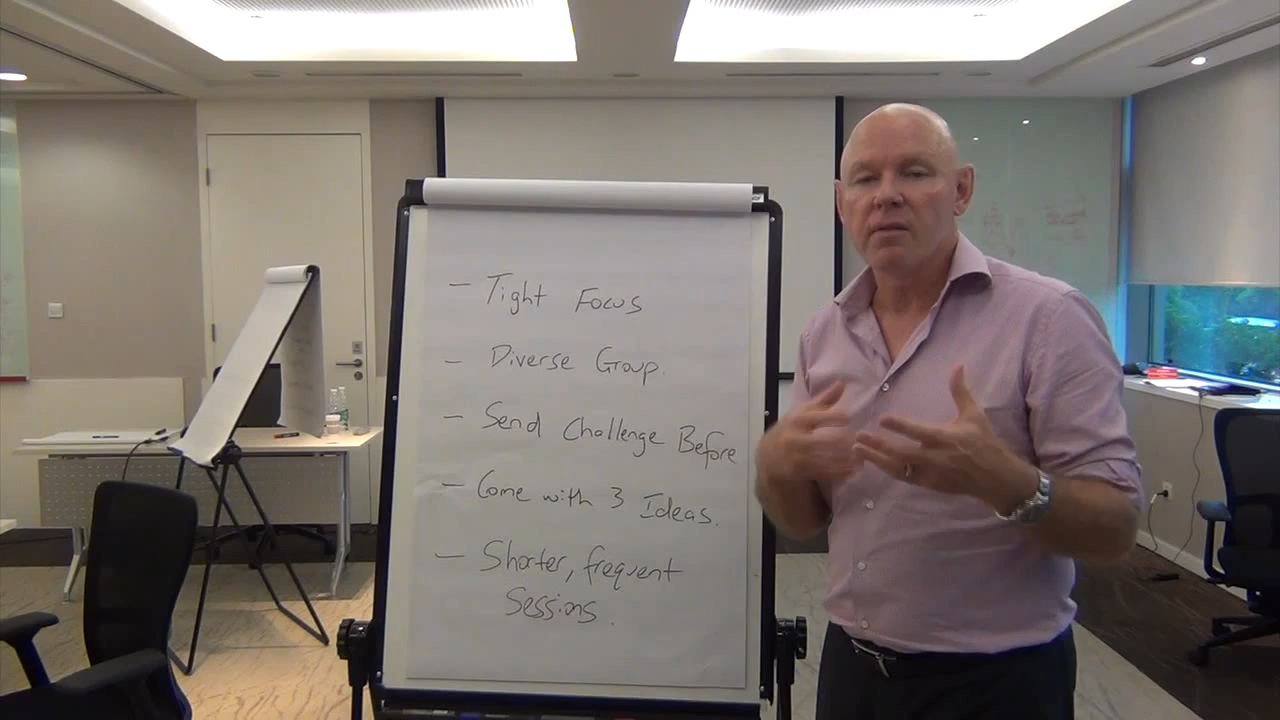 - Tight Focus
- Diverse Group.
- Send Challenge Before
- Come with 3 Ideas.
- Shorter, frequent
Sessions.